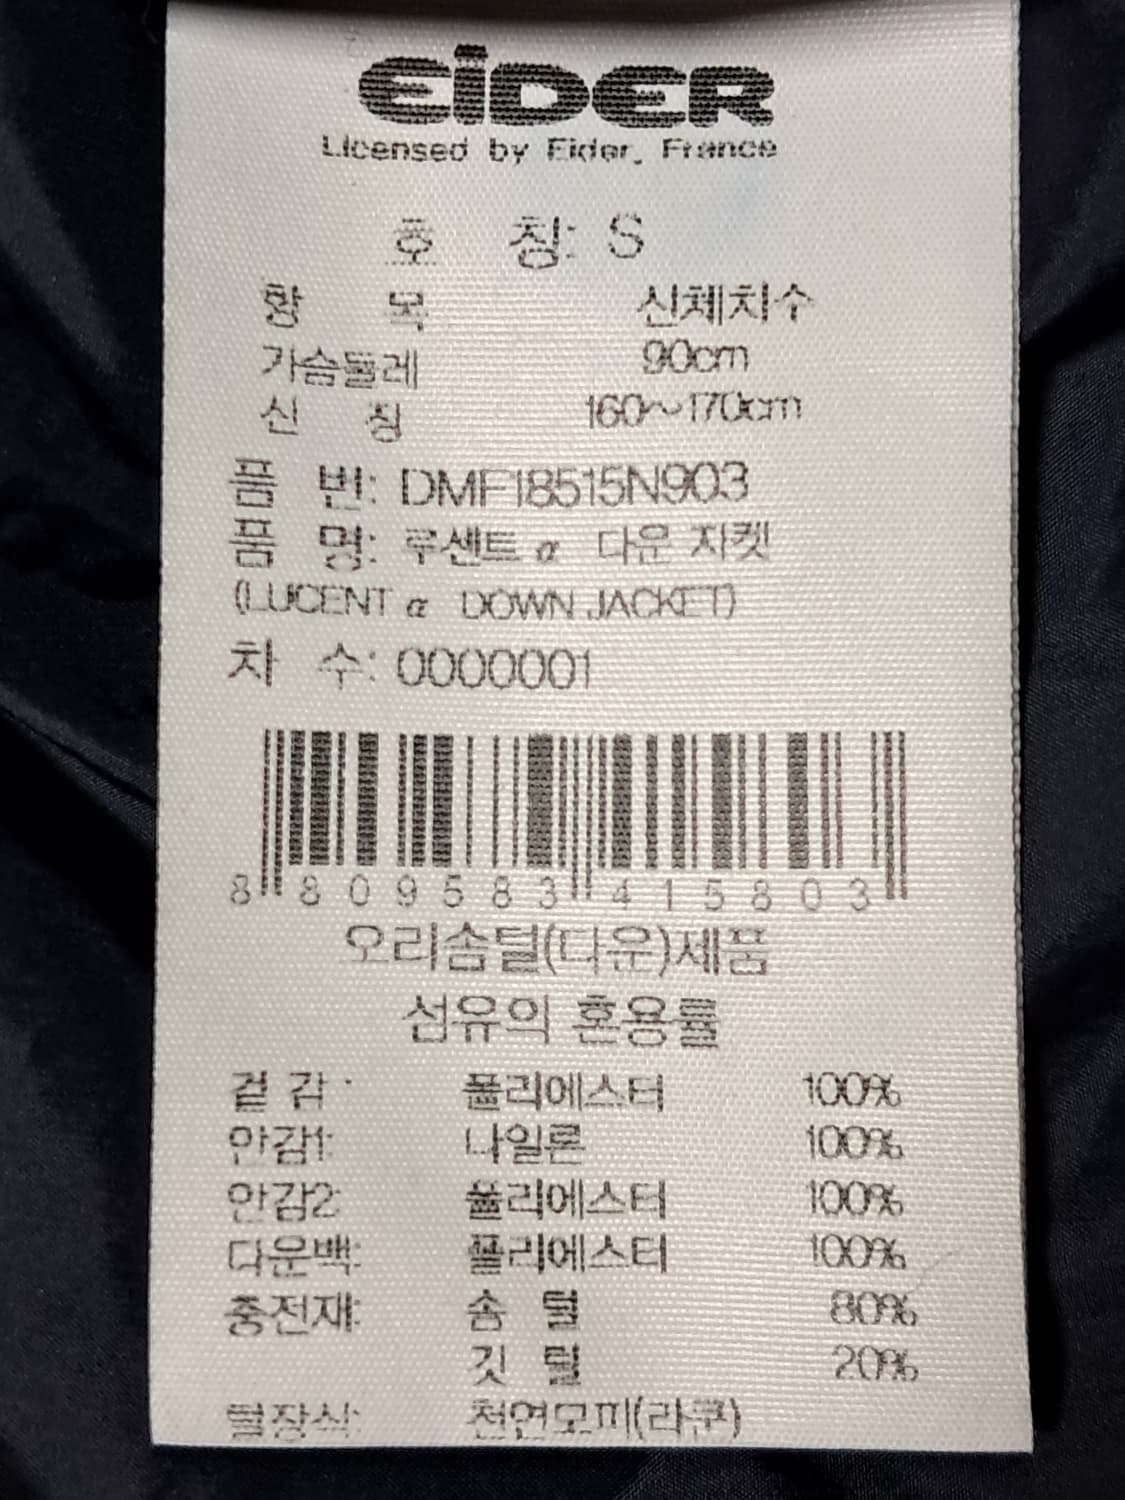 EiDER
Licensed by Eider, France
호 칭: S
항 목 신체치수
가슴둘레 90cm
신 장 160~170cm
품 번: DMF18515N903
품 명: 루센트 α 다운 자켓
(LUCENT α DOWN JACKET)
차 수: 0000001
8 809583 415803
오리솜털(다운)제품
섬유의 혼용률
겉 감: 폴리에스터 100%
안감1: 나일론 100%
안감2: 폴리에스터 100%
다운백: 폴리에스터 100%
충전재: 솜 털 80%
깃 털 20%
털장식: 천연모피(라쿤)